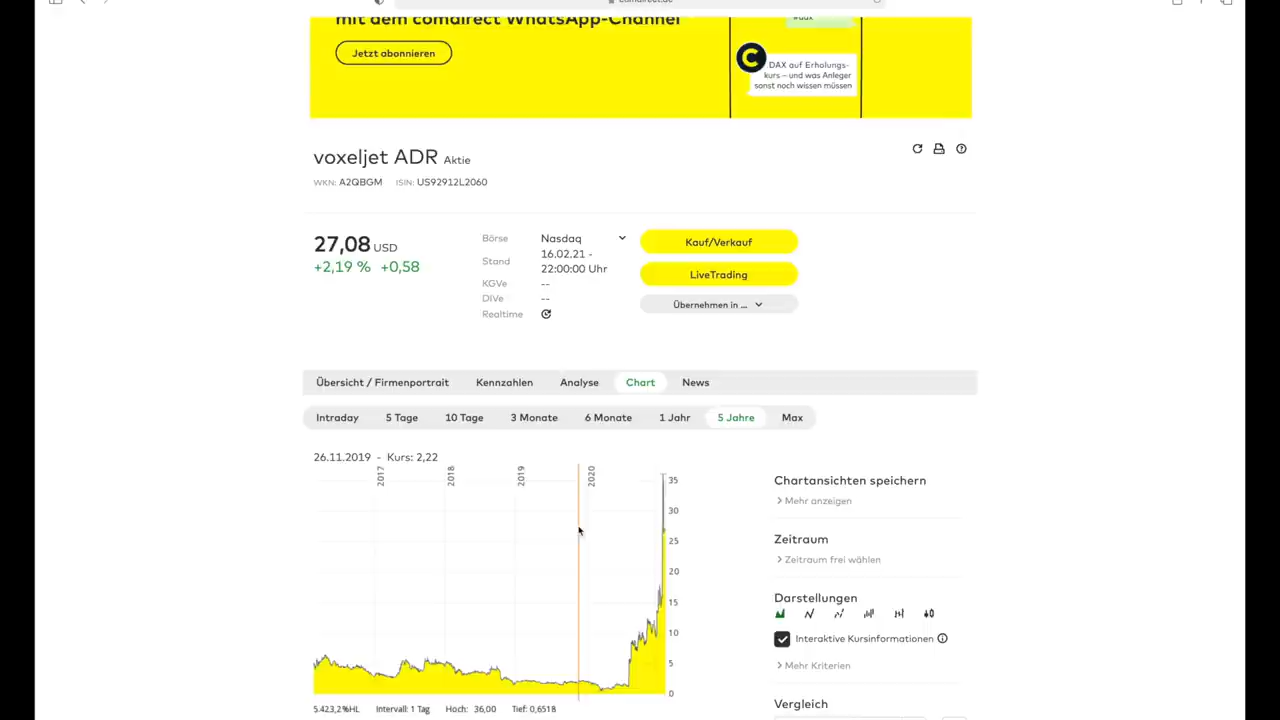 mit dem comdirect WhatsApp-Channel
Jetzt abonnieren
DAX auf Erholungs-
kurs – und was Anleger
sonst noch wissen müssen
voxeljet ADR Aktie
WKN: A2QBGM ISIN: US92912L2060
27,08 USD
+2,19 % +0,58
Börse Nasdaq
Stand 16.02.21 -
22:00:00 Uhr
KGVe --
DIVe --
Realtime
Kauf/Verkauf
LiveTrading
Übernehmen in ...
Übersicht / Firmenportrait Kennzahlen Analyse Chart News
Intraday 5 Tage 10 Tage 3 Monate 6 Monate 1 Jahr 5 Jahre Max
26.11.2019 - Kurs: 2,22
2017 2018 2019 2020
35
30
25
20
15
10
5
0
5.423,2%HL Intervall: 1 Tag Hoch: 36,00 Tief: 0,6518
Chartansichten speichern
Mehr anzeigen
Zeitraum
Zeitraum frei wählen
Darstellungen
Interaktive Kursinformationen
Mehr Kriterien
Vergleich